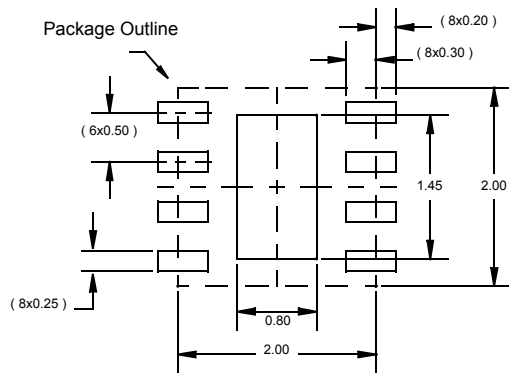 ( 8x0.20 )
Package Outline
( 8x0.30 )
( 6x0.50 )
1.45
2.00
( 8x0.25 )
0.80
2.00